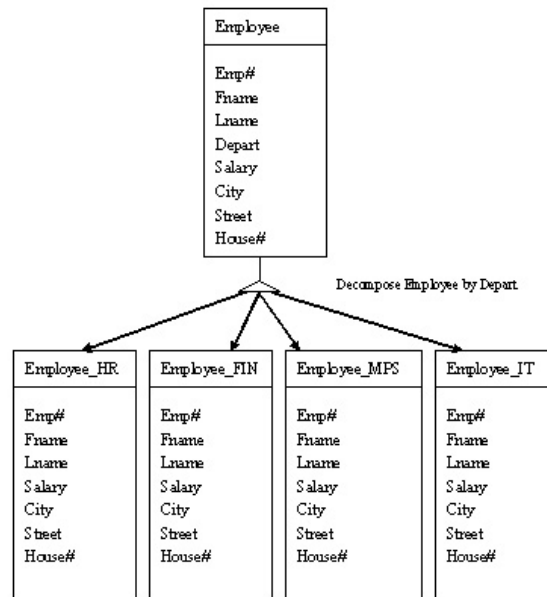 Employee
Emp#
Fname
Lname
Depart
Salary
City
Street
House#
Decompose Employee by Depart
Employee_HR
Emp#
Fname
Lname
Salary
City
Street
House#
Employee_FIN
Emp#
Fname
Lname
Salary
City
Street
House#
Employee_MPS
Emp#
Fname
Lname
Salary
City
Street
House#
Employee_IT
Emp#
Fname
Lname
Salary
City
Street
House#